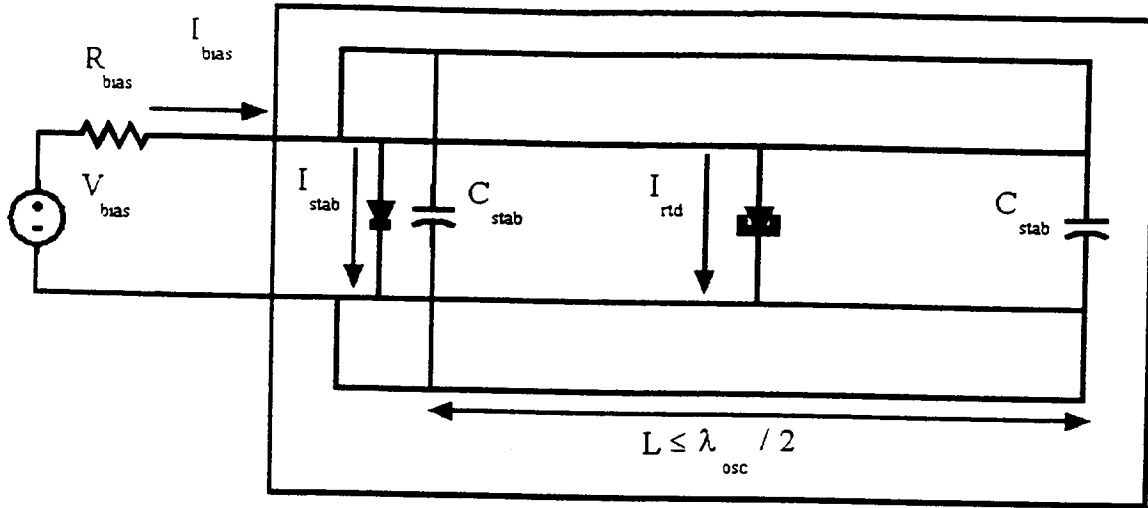 I bias
R bias
V bias
I stab
C stab
I rtd
C stab
L ≤ λ osc / 2